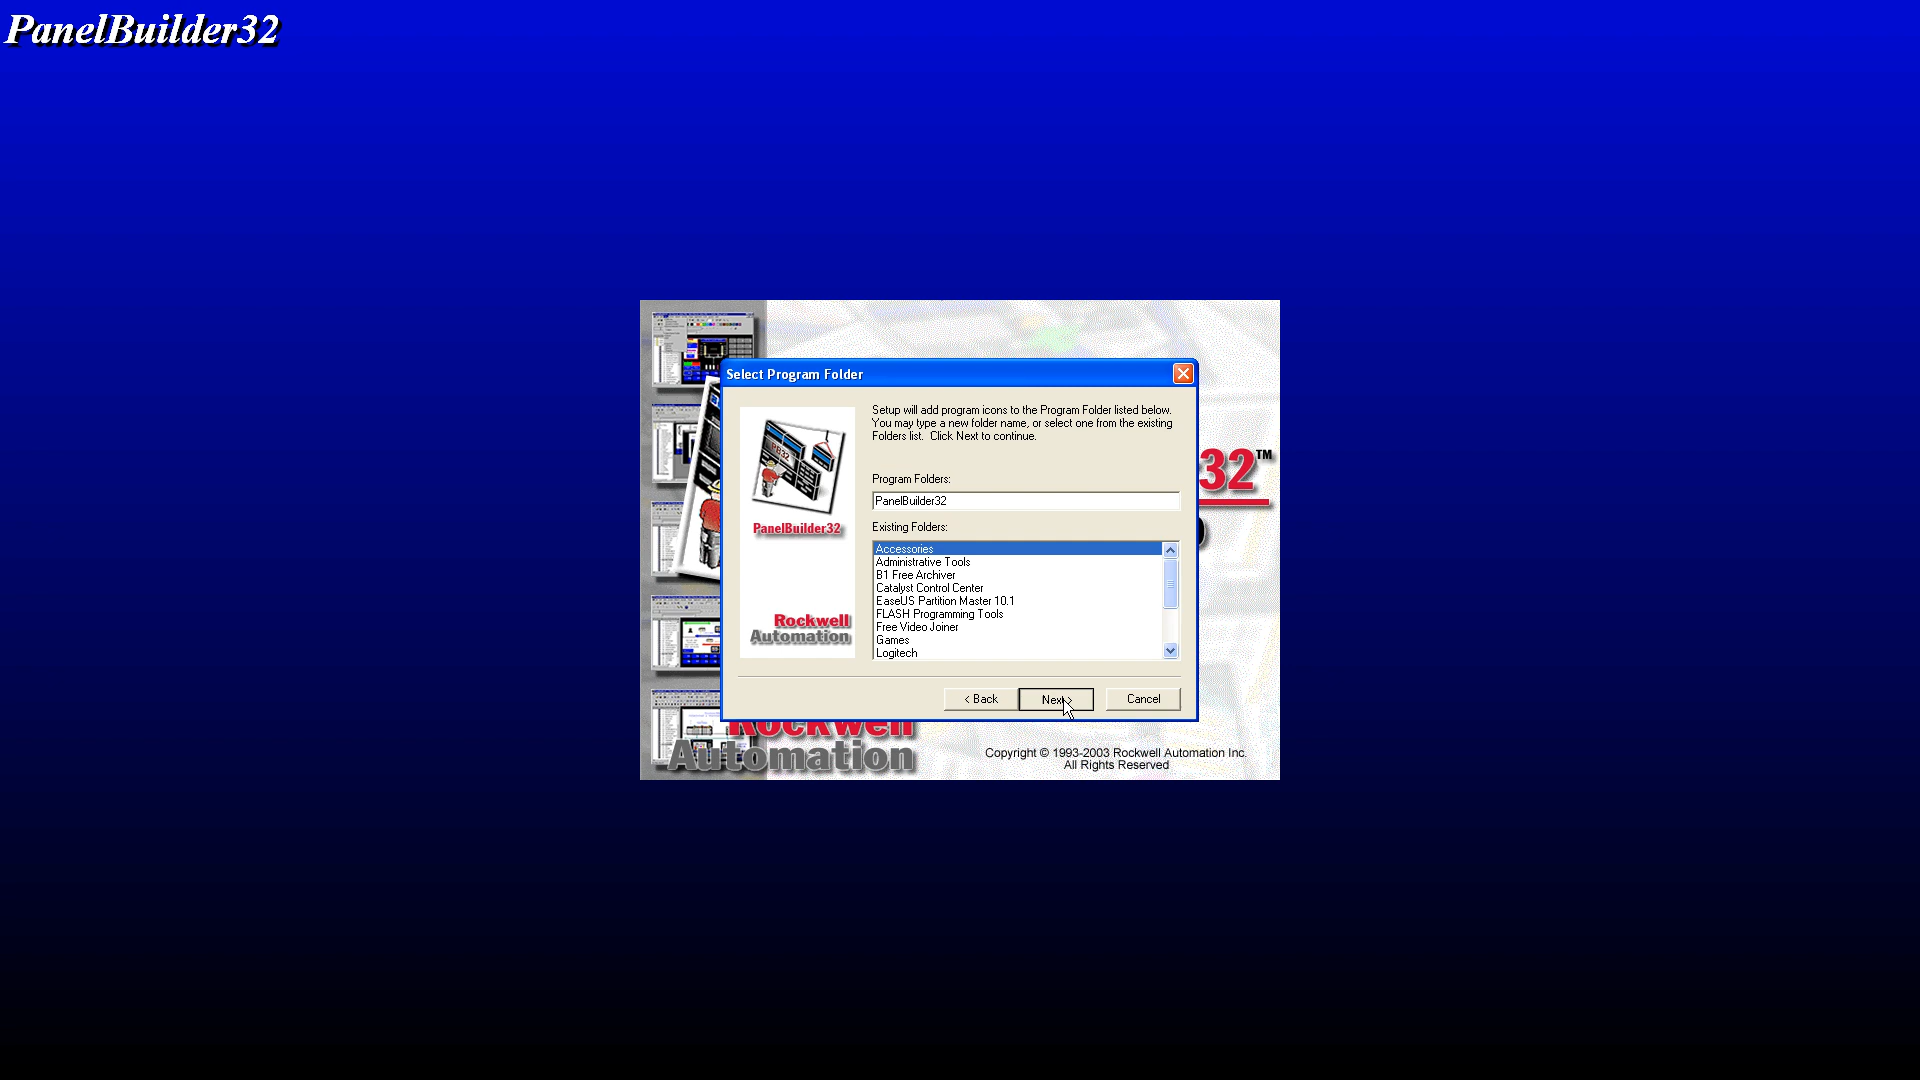 PanelBuilder32
Select Program Folder
Setup will add program icons to the Program Folder listed below.
You may type a new folder name, or select one from the existing
Folders list. Click Next to continue.
PB32
PanelBuilder32
Rockwell
Automation
Program Folders:
PanelBuilder32
Existing Folders:
Accessories
Administrative Tools
B1 Free Archiver
Catalyst Control Center
EaseUS Partition Master 10.1
FLASH Programming Tools
Free Video Joiner
Games
Logitech
< Back
Next >
Cancel
32™
Rockwell
Automation
Copyright © 1993-2003 Rockwell Automation Inc.
All Rights Reserved